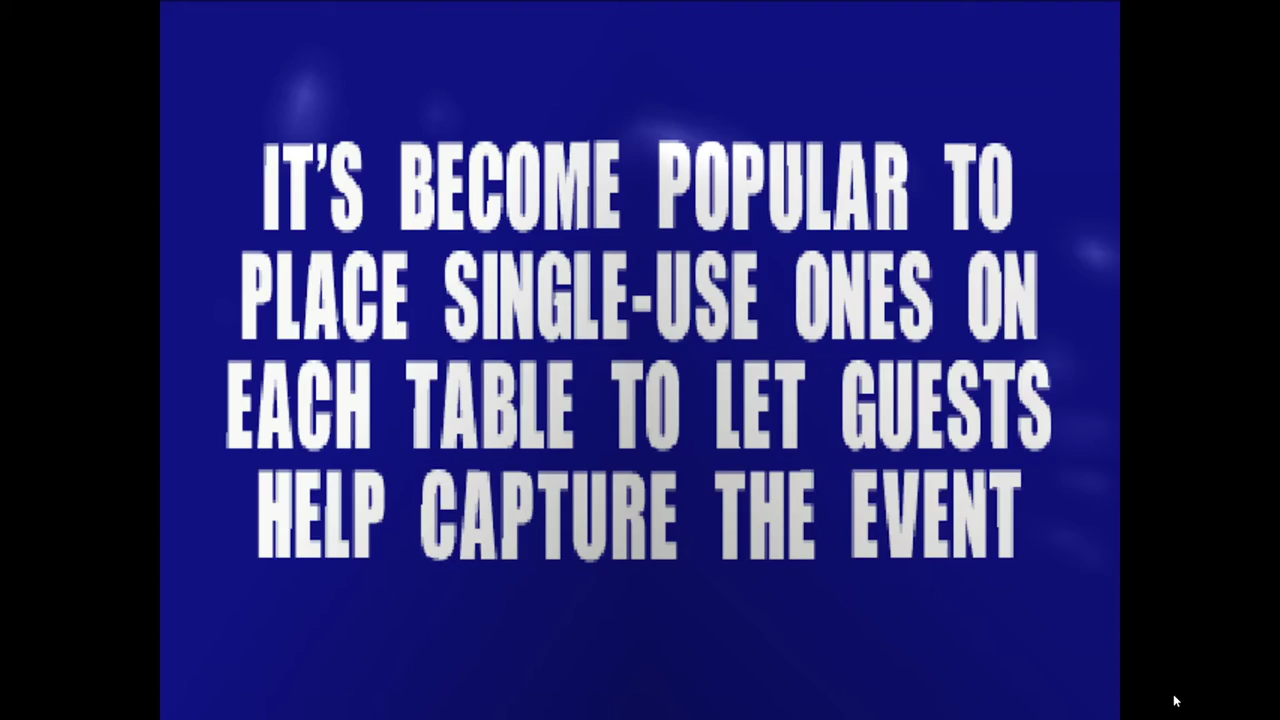 IT'S BECOME POPULAR TO
PLACE SINGLE-USE ONES ON
EACH TABLE TO LET GUESTS
HELP CAPTURE THE EVENT